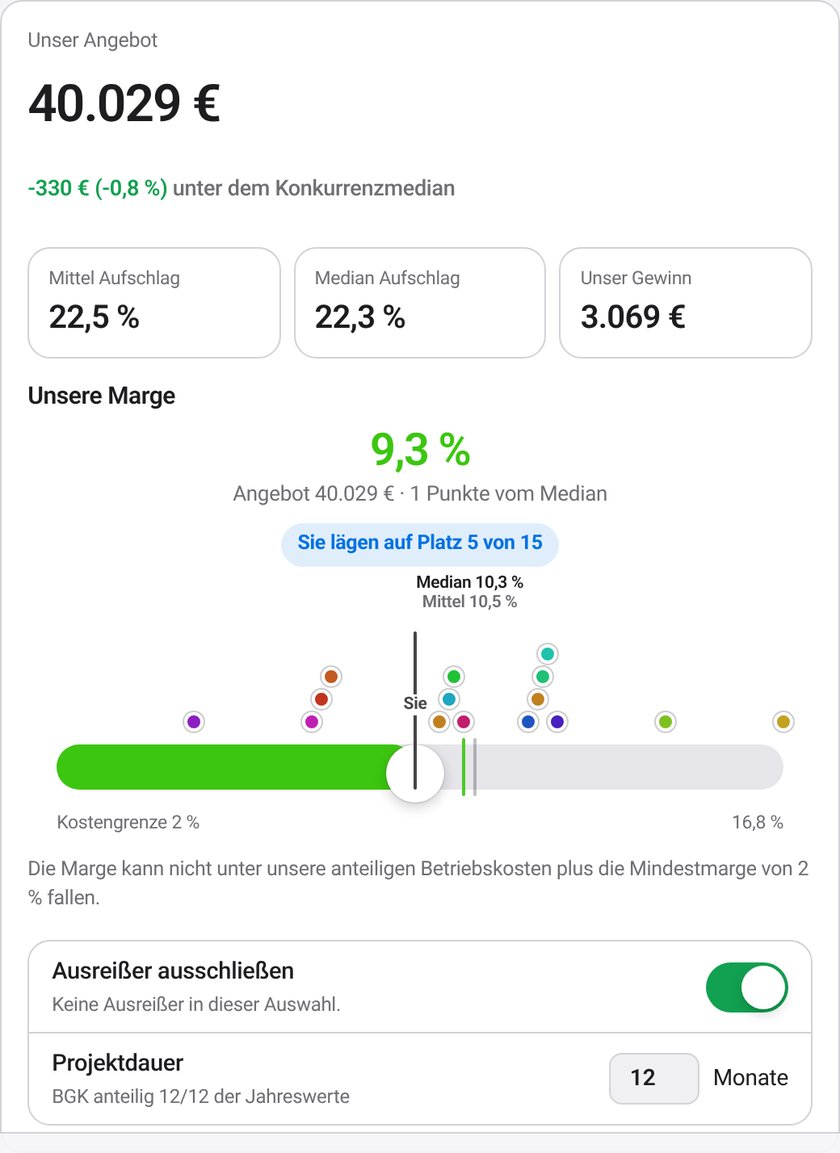 Unser Angebot
40.029 €
-330 € (-0,8 %) unter dem Konkurrenzmedian
Mittel Aufschlag
22,5 %
Median Aufschlag
22,3 %
Unser Gewinn
3.069 €
Unsere Marge
9,3 %
Angebot 40.029 € · 1 Punkte vom Median
Sie lägen auf Platz 5 von 15
Median 10,3 %
Mittel 10,5 %
Sie
Kostengrenze 2 %
16,8 %
Die Marge kann nicht unter unsere anteiligen Betriebskosten plus die Mindestmarge von 2
% fallen.
Ausreißer ausschließen
Keine Ausreißer in dieser Auswahl.
Projektdauer
BGK anteilig 12/12 der Jahreswerte
12
Monate